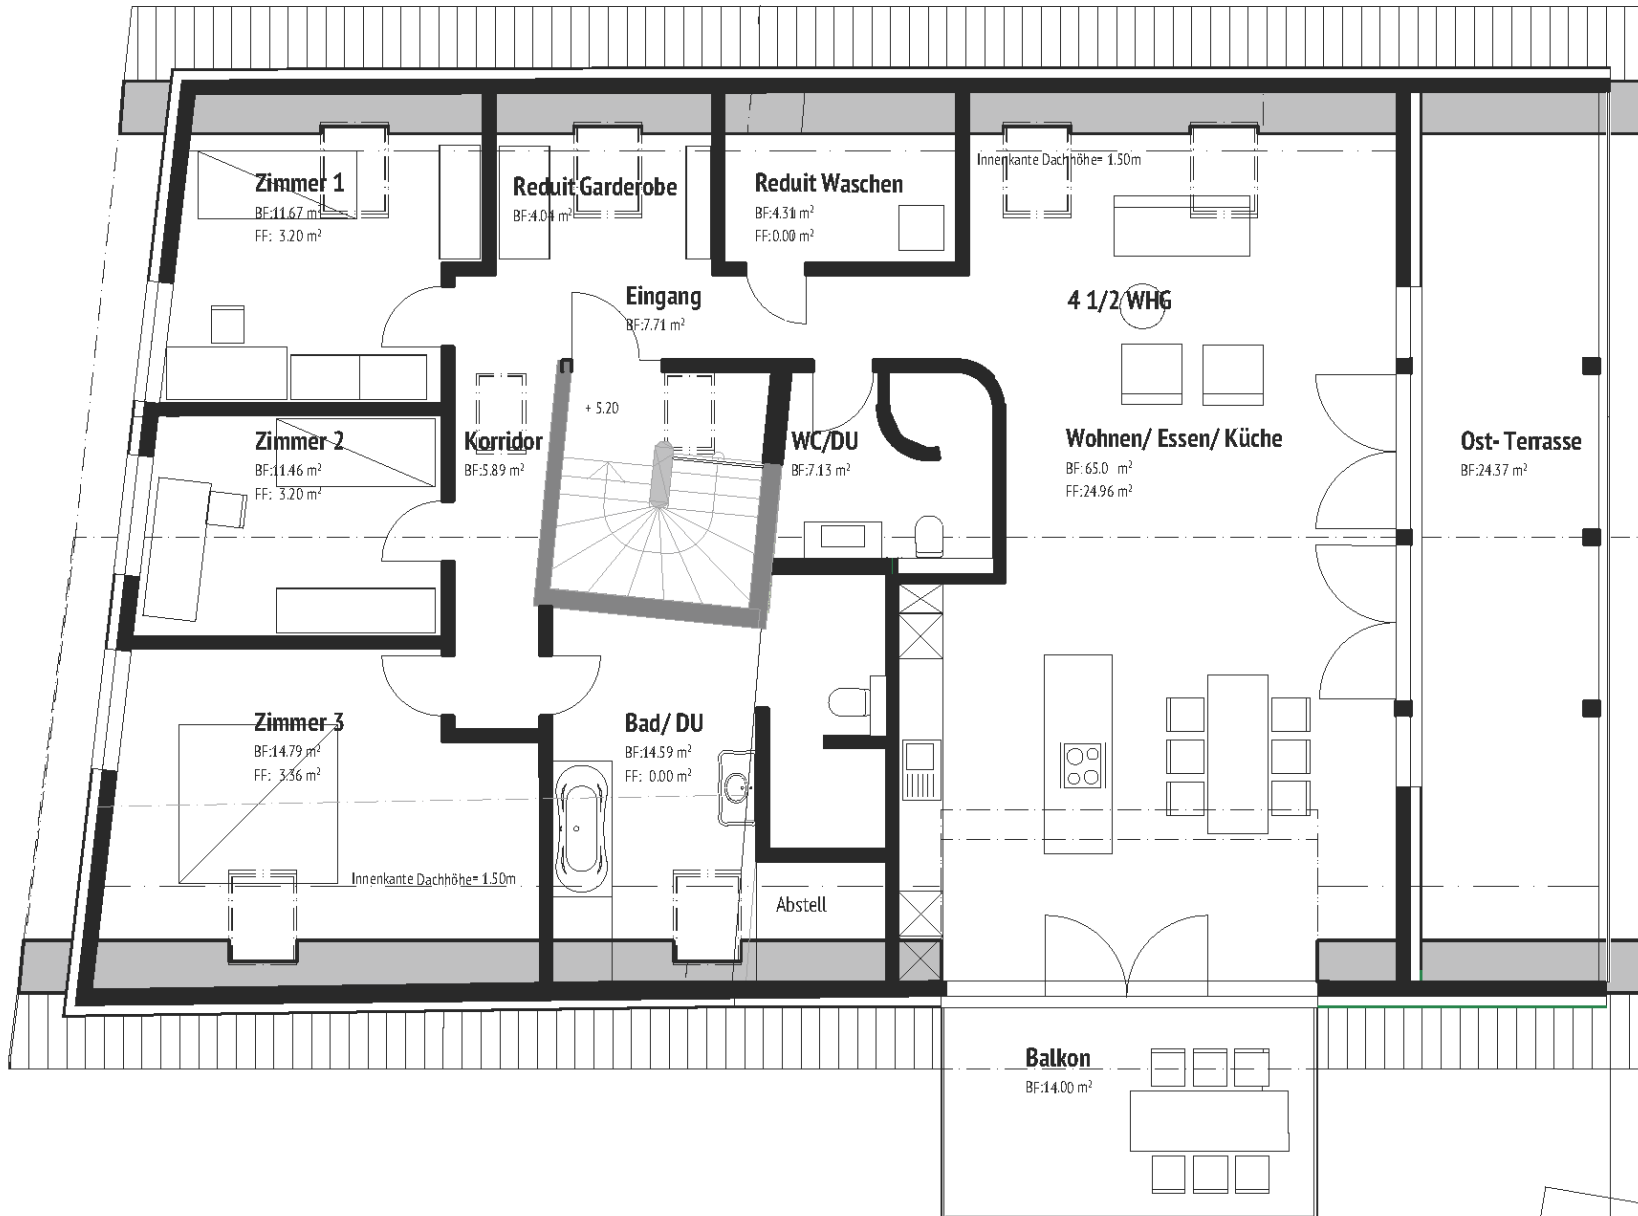 Innenkante Dachhöhe= 1.50m
Zimmer 1
BF:11.67 m²
FF: 3.20 m²
Reduit Garderobe
BF:4.04 m²
Reduit Waschen
BF:4.31 m²
FF:0.00 m²
Eingang
BF:7.71 m²
4 1/2 WHG
+ 5.20
Zimmer 2
BF:11.46 m²
FF: 3.20 m²
Korridor
BF:5.89 m²
WC/DU
BF:7.13 m²
Wohnen/ Essen/ Küche
BF: 65.0 m²
FF:24.96 m²
Ost-Terrasse
BF:24.37 m²
Zimmer 3
BF:14.79 m²
FF: 3.36 m²
Bad/ DU
BF:14.59 m²
FF: 0.00 m²
Innenkante Dachhöhe= 1.50m
Abstell
Balkon
BF:14.00 m²